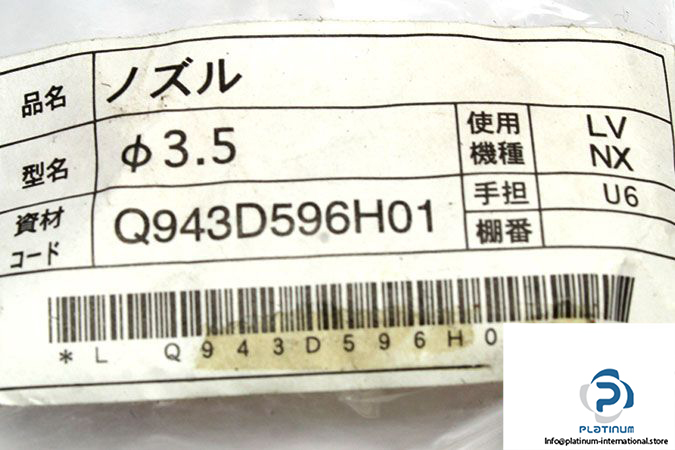 品名 ノズル
型名 φ3.5 使用機種 LV NX
資材コード Q943D596H01 手担 U6
棚番
*L Q943D596H0
PLATINUM
Info@platinum-international.store